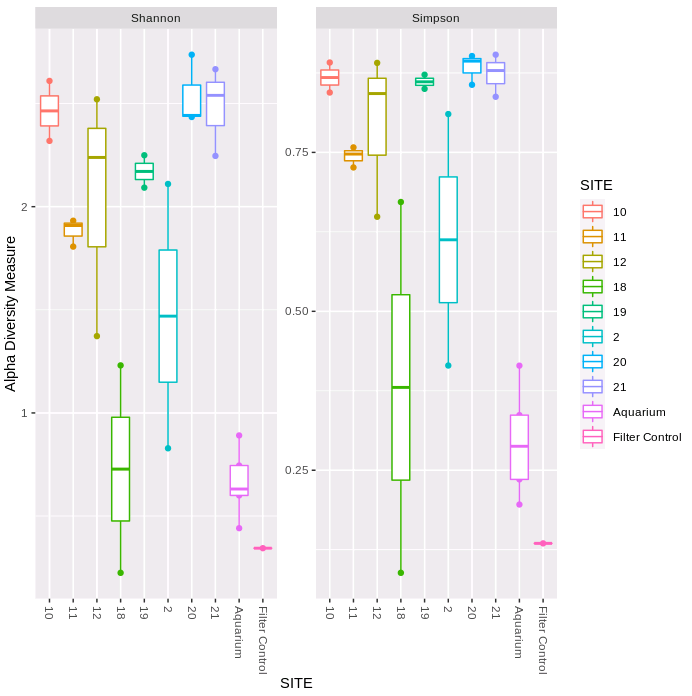 Shannon
Simpson
Alpha Diversity Measure
2
1
0.75
0.50
0.25
10
11
12
18
19
2
20
21
Aquarium
Filter Control
10
11
12
18
19
2
20
21
Aquarium
Filter Control
SITE
SITE
10
11
12
18
19
2
20
21
Aquarium
Filter Control